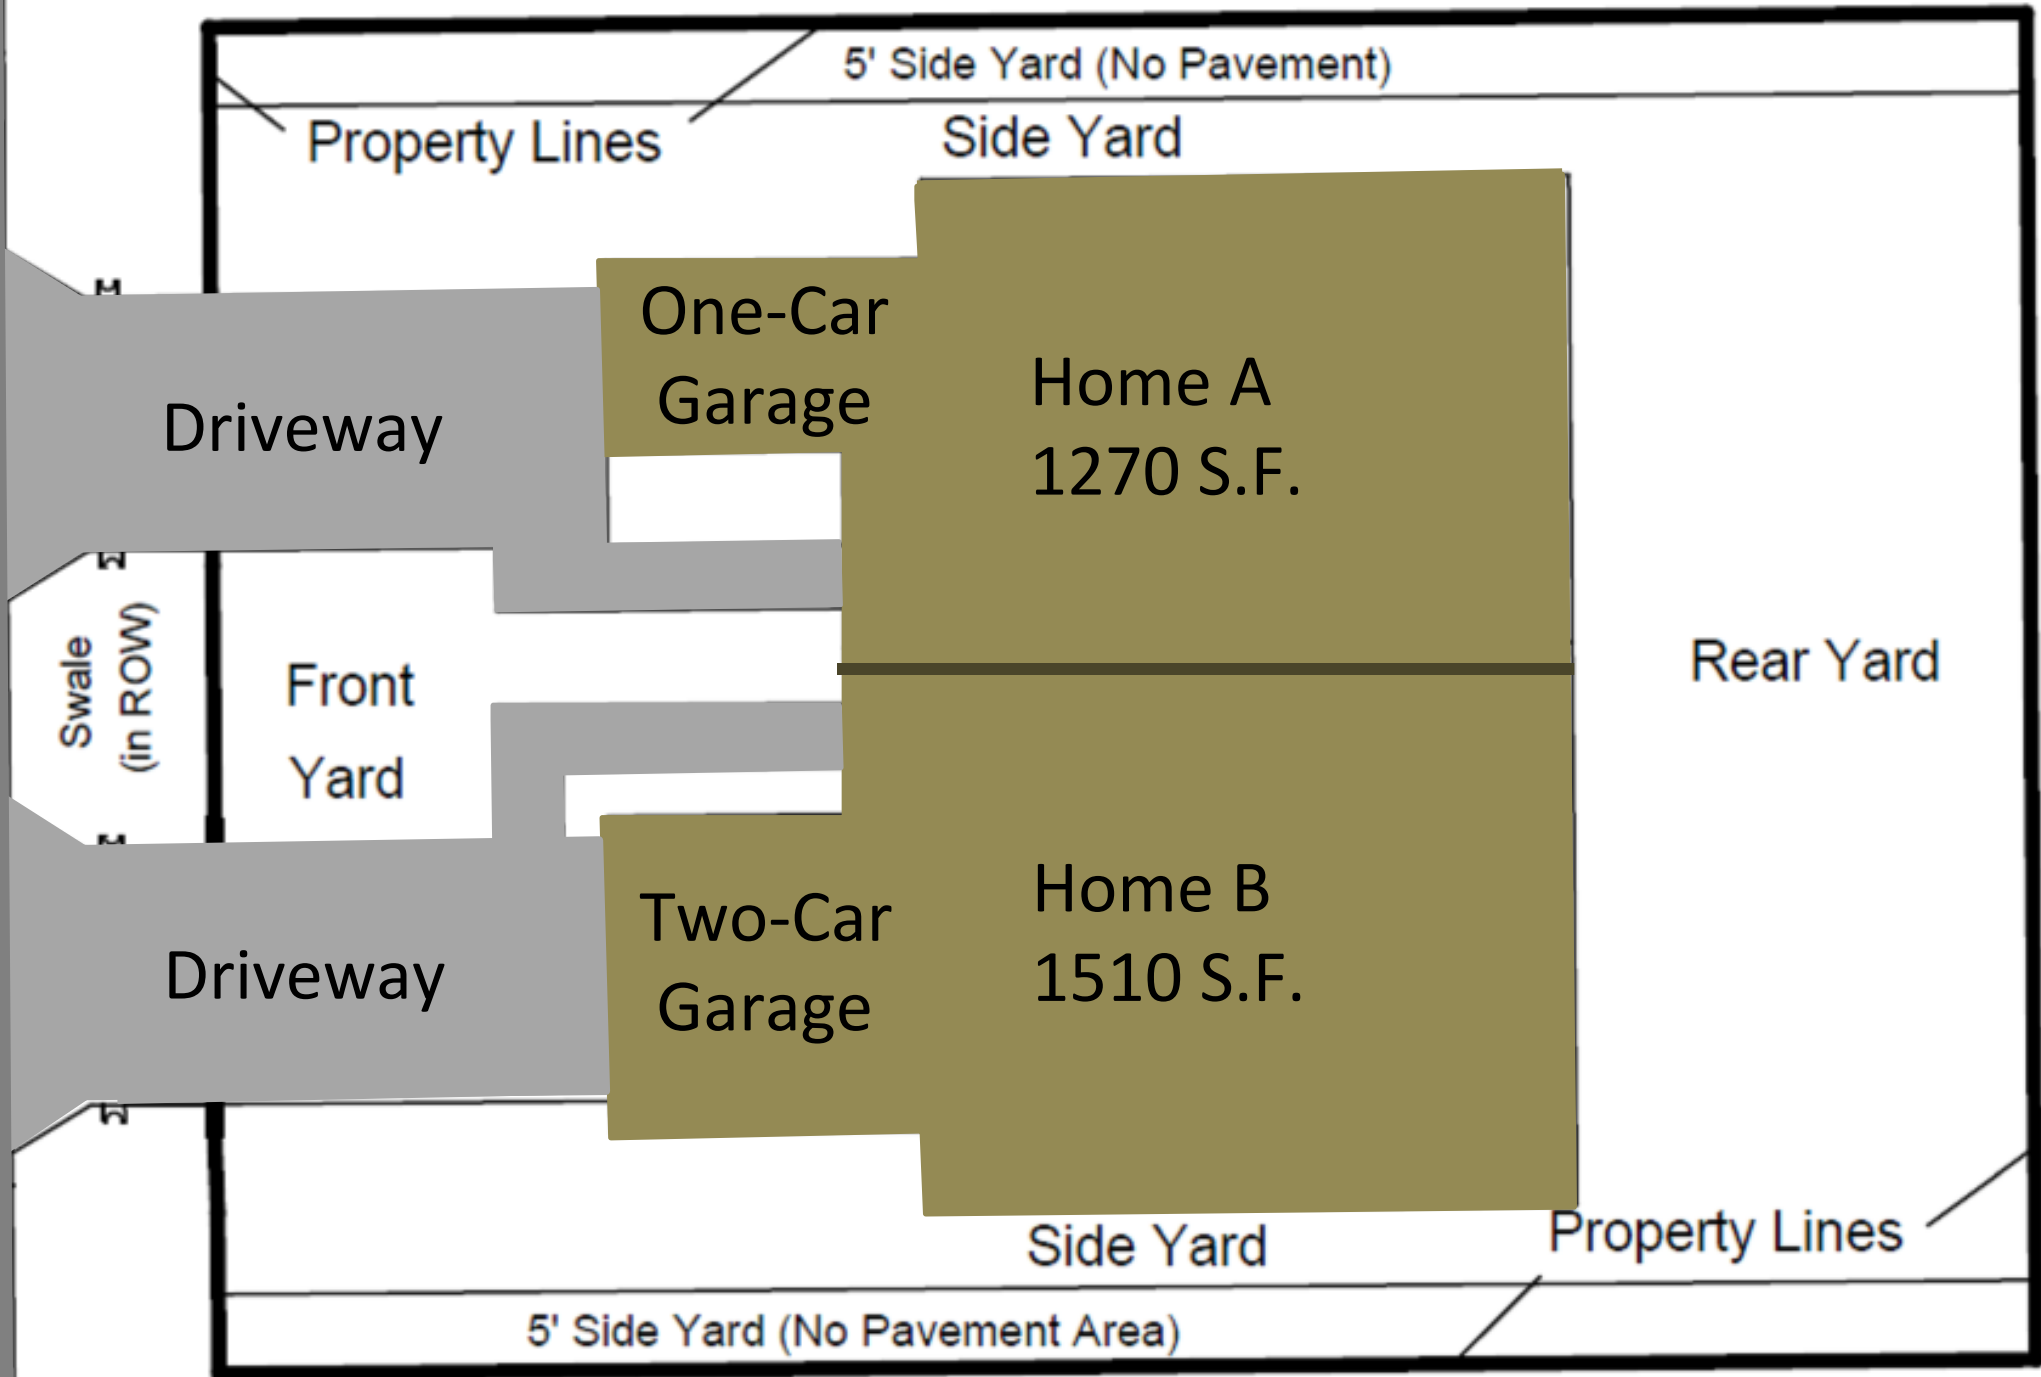 5' Side Yard (No Pavement)
Property Lines
Side Yard
One-Car
Garage
Home A
1270 S.F.
Driveway
Swale
(in ROW)
Front
Yard
Rear Yard
Two-Car
Garage
Home B
1510 S.F.
Driveway
Side Yard
Property Lines
5' Side Yard (No Pavement Area)